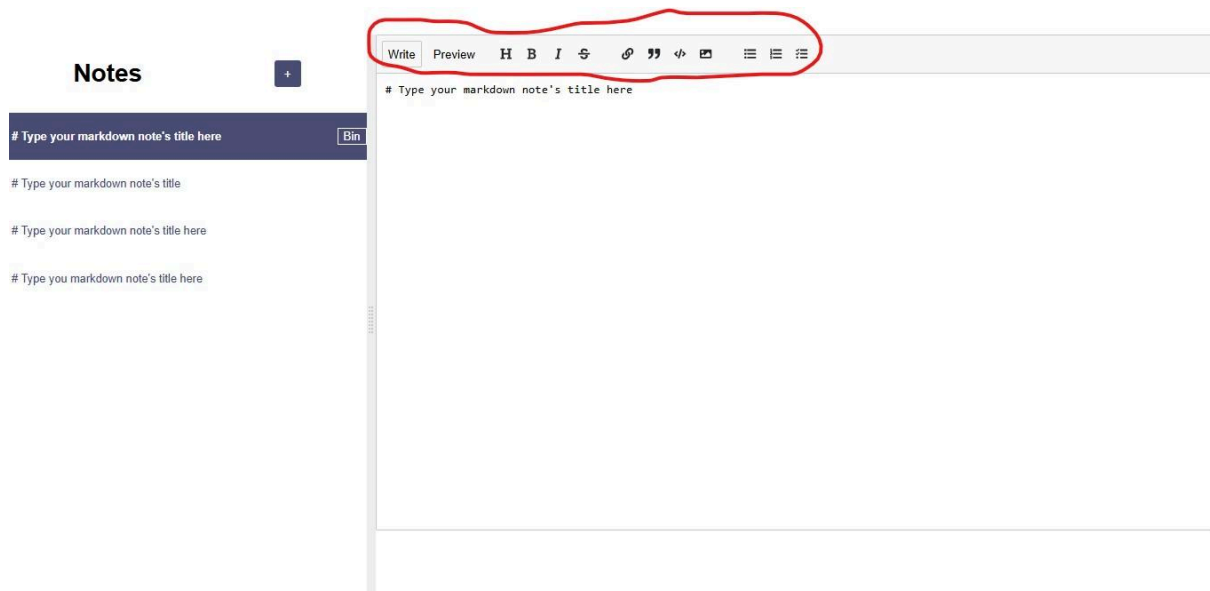 Notes
+
# Type your markdown note's title here
Bin
# Type your markdown note's title
# Type your markdown note's title here
# Type you markdown note's title here
Write Preview H B I S
# Type your markdown note's title here